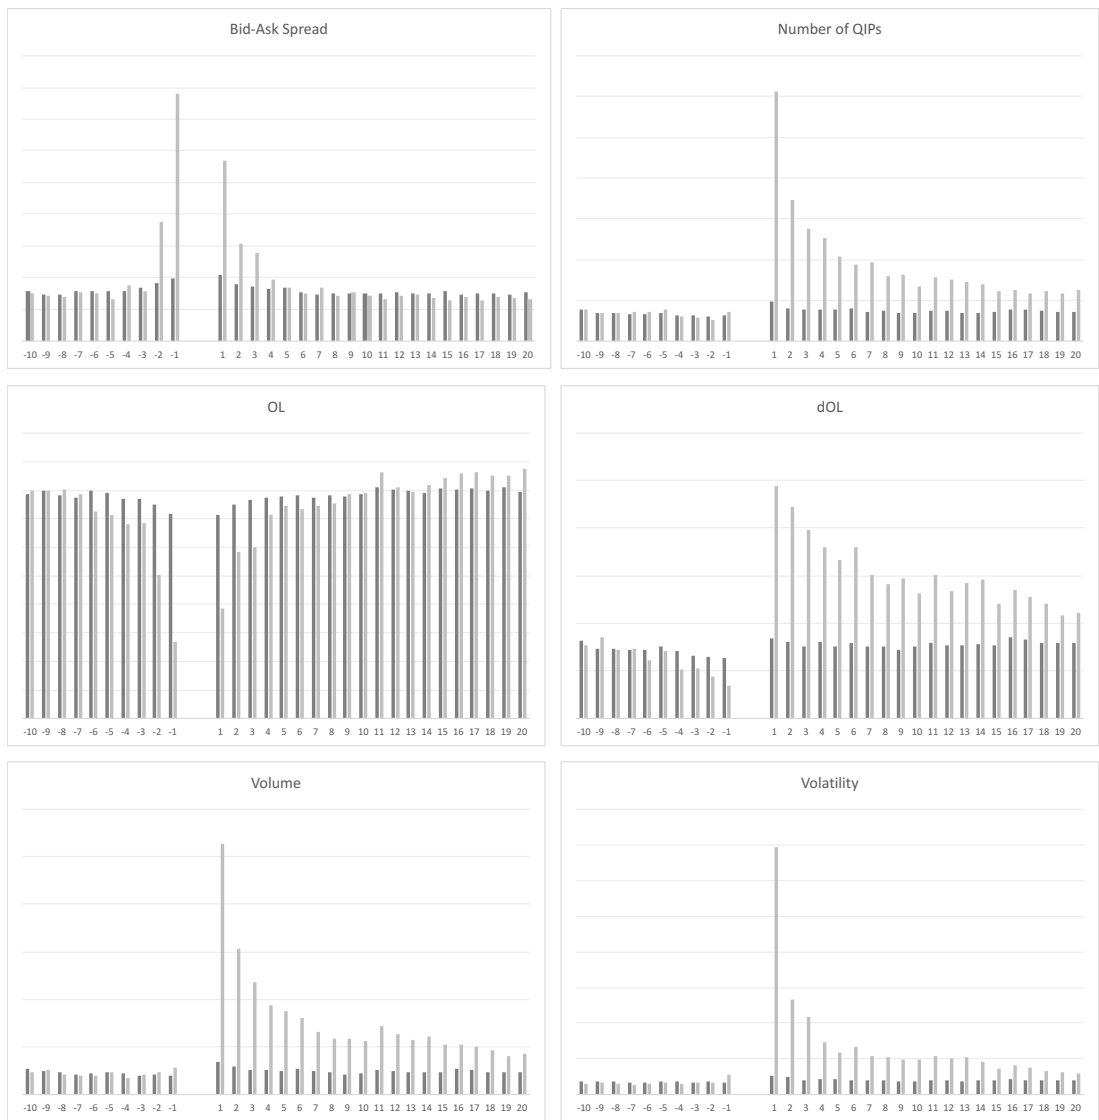 Bid-Ask Spread
-10 -9 -8 -7 -6 -5 -4 -3 -2 -1 1 2 3 4 5 6 7 8 9 10 11 12 13 14 15 16 17 18 19 20
Number of QIPs
-10 -9 -8 -7 -6 -5 -4 -3 -2 -1 1 2 3 4 5 6 7 8 9 10 11 12 13 14 15 16 17 18 19 20
OL
-10 -9 -8 -7 -6 -5 -4 -3 -2 -1 1 2 3 4 5 6 7 8 9 10 11 12 13 14 15 16 17 18 19 20
dOL
-10 -9 -8 -7 -6 -5 -4 -3 -2 -1 1 2 3 4 5 6 7 8 9 10 11 12 13 14 15 16 17 18 19 20
Volume
-10 -9 -8 -7 -6 -5 -4 -3 -2 -1 1 2 3 4 5 6 7 8 9 10 11 12 13 14 15 16 17 18 19 20
Volatility
-10 -9 -8 -7 -6 -5 -4 -3 -2 -1 1 2 3 4 5 6 7 8 9 10 11 12 13 14 15 16 17 18 19 20